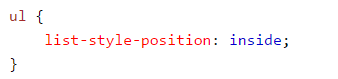 ul {
    list-style-position: inside;
}